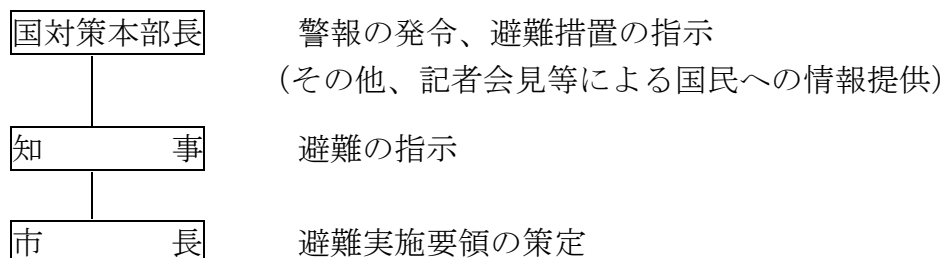 国対策本部長　警報の発令、避難措置の指示
（その他、記者会見等による国民への情報提供）
知　事　避難の指示
市　長　避難実施要領の策定